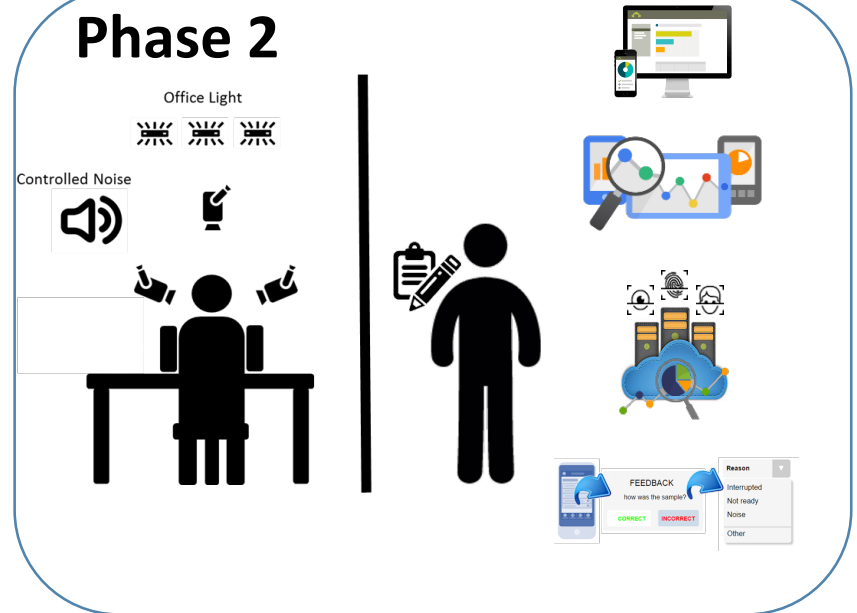 Phase 2
Office Light
Controlled Noise
FEEDBACK
how was the sample?
CORRECT
INCORRECT
Reason
Interrupted
Not ready
Noise
Other